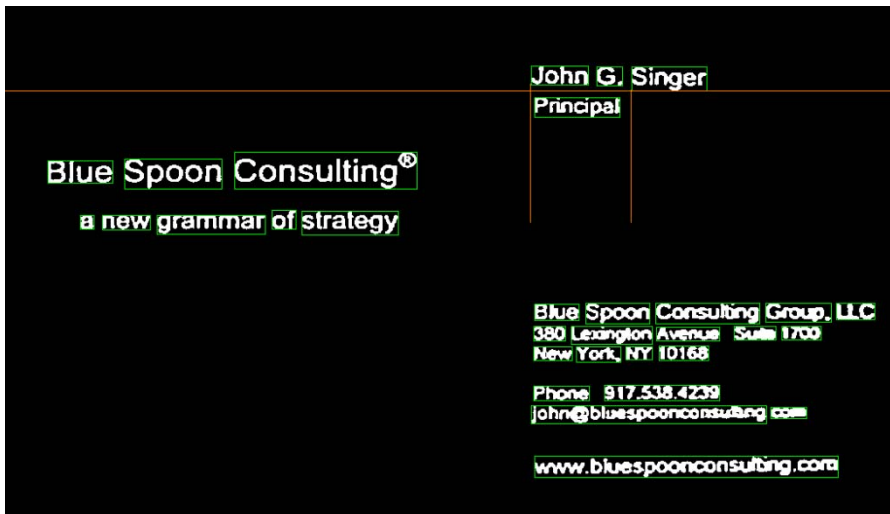 John G. Singer
Principal
Blue Spoon Consulting®
a new grammar of strategy
Blue Spoon Consulting Group, LLC
380 Lexington Avenue Suite 1700
New York, NY 10168
Phone 917.538.4239
john@bluespoonconsulting.com
www.bluespoonconsulting.com